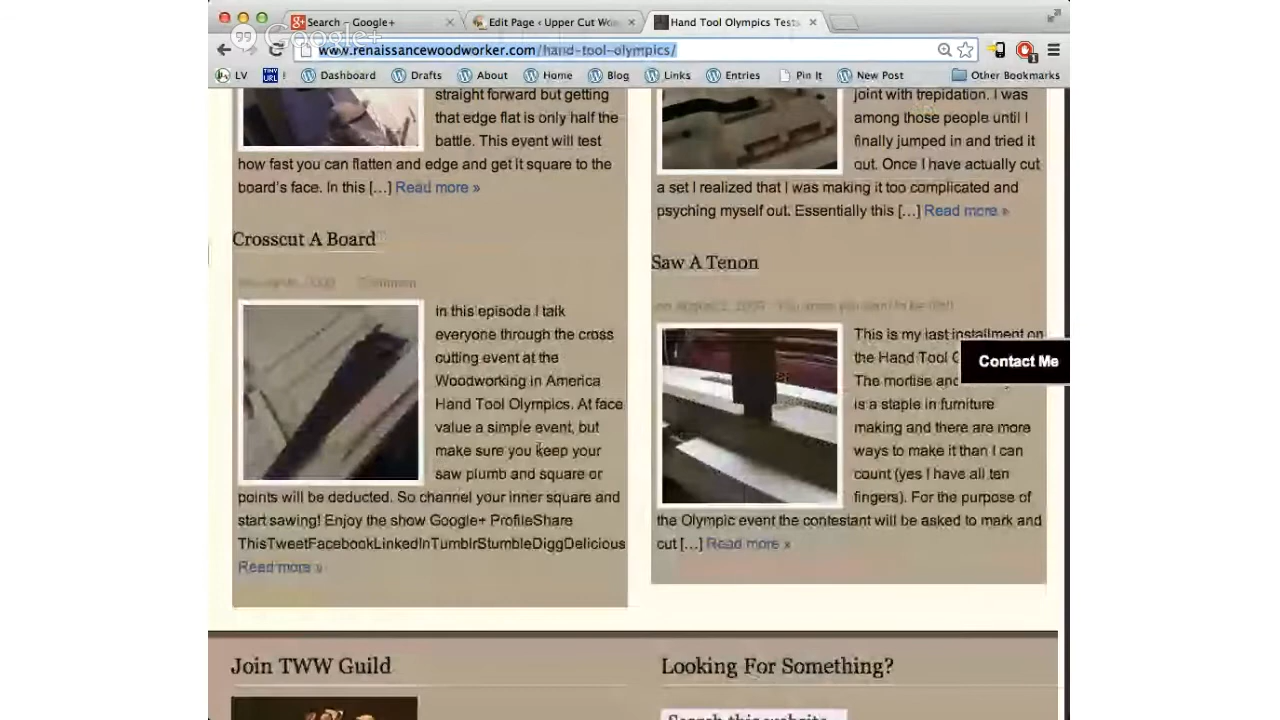 Search – Google+
Edit Page ‹ Upper Cut Wo
Hand Tool Olympics Tests
Google+
www.renaissancewoodworker.com/hand-tool-olympics/
LV
Dashboard
Drafts
About
Home
Blog
Links
Entries
Pin It
New Post
Other Bookmarks
straight forward but getting
that edge flat is only half the
battle. This event will test
how fast you can flatten and edge and get it square to the
board's face. In this [...] Read more »
Crosscut A Board
In this episode I talk
everyone through the cross
cutting event at the
Woodworking in America
Hand Tool Olympics. At face
value a simple event, but
make sure you keep your
saw plumb and square or
points will be deducted. So channel your inner square and
start sawing! Enjoy the show Google+ ProfileShare
ThisTweetFacebookLinkedInTumblrStumbleDiggDelicious
Read more »
joint with trepidation. I was
among those people until I
finally jumped in and tried it
out. Once I have actually cut
a set I realized that I was making it too complicated and
psyching myself out. Essentially this [...] Read more »
Saw A Tenon
This is my last installment on
the Hand Tool
The mortise and
is a staple in furniture
making and there are more
ways to make it than I can
count (yes I have all ten
fingers). For the purpose of
the Olympic event the contestant will be asked to mark and
cut [...] Read more »
Contact Me
Join TWW Guild
Looking For Something?
Search this website